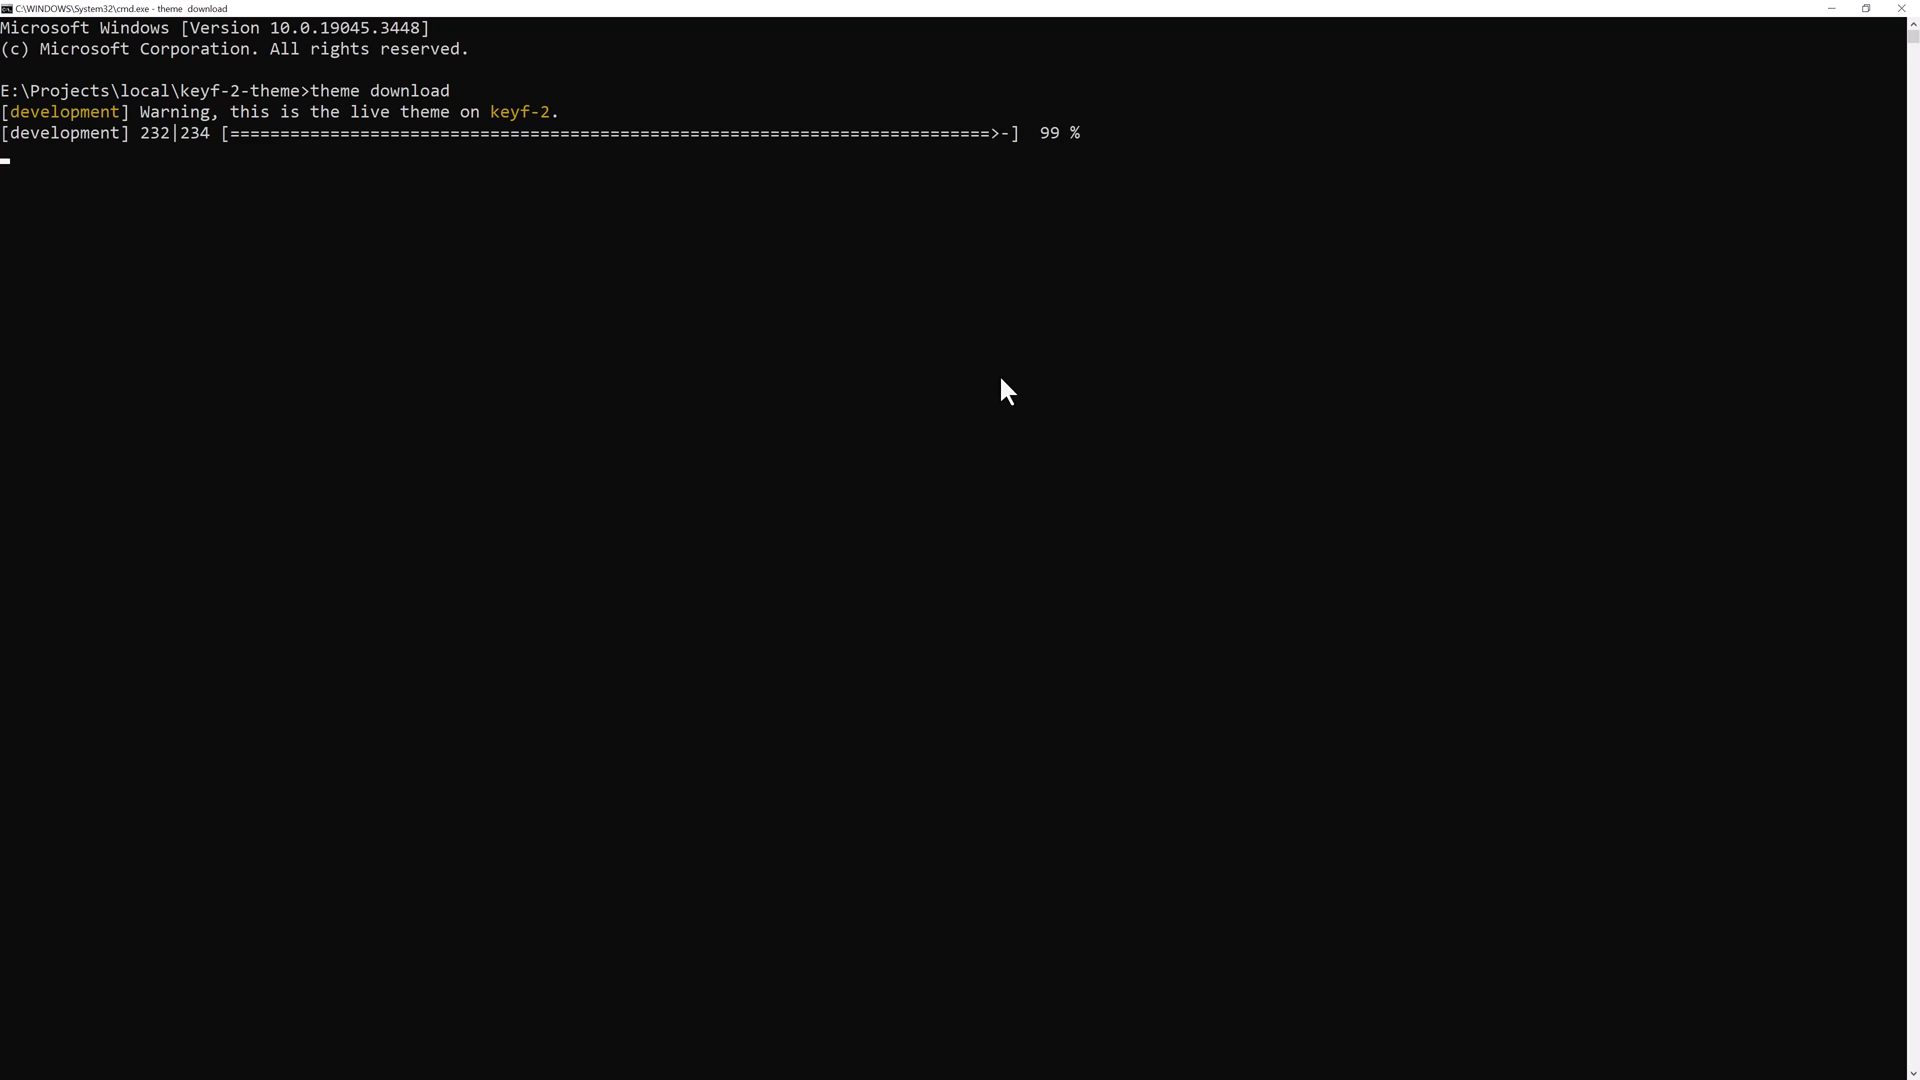 C:\WINDOWS\System32\cmd.exe - theme  download
Microsoft Windows [Version 10.0.19045.3448]
(c) Microsoft Corporation. All rights reserved.
E:\Projects\local\keyf-2-theme>theme download
[development] Warning, this is the live theme on keyf-2.
[development] 232|234 [============================================================================>-]  99 %